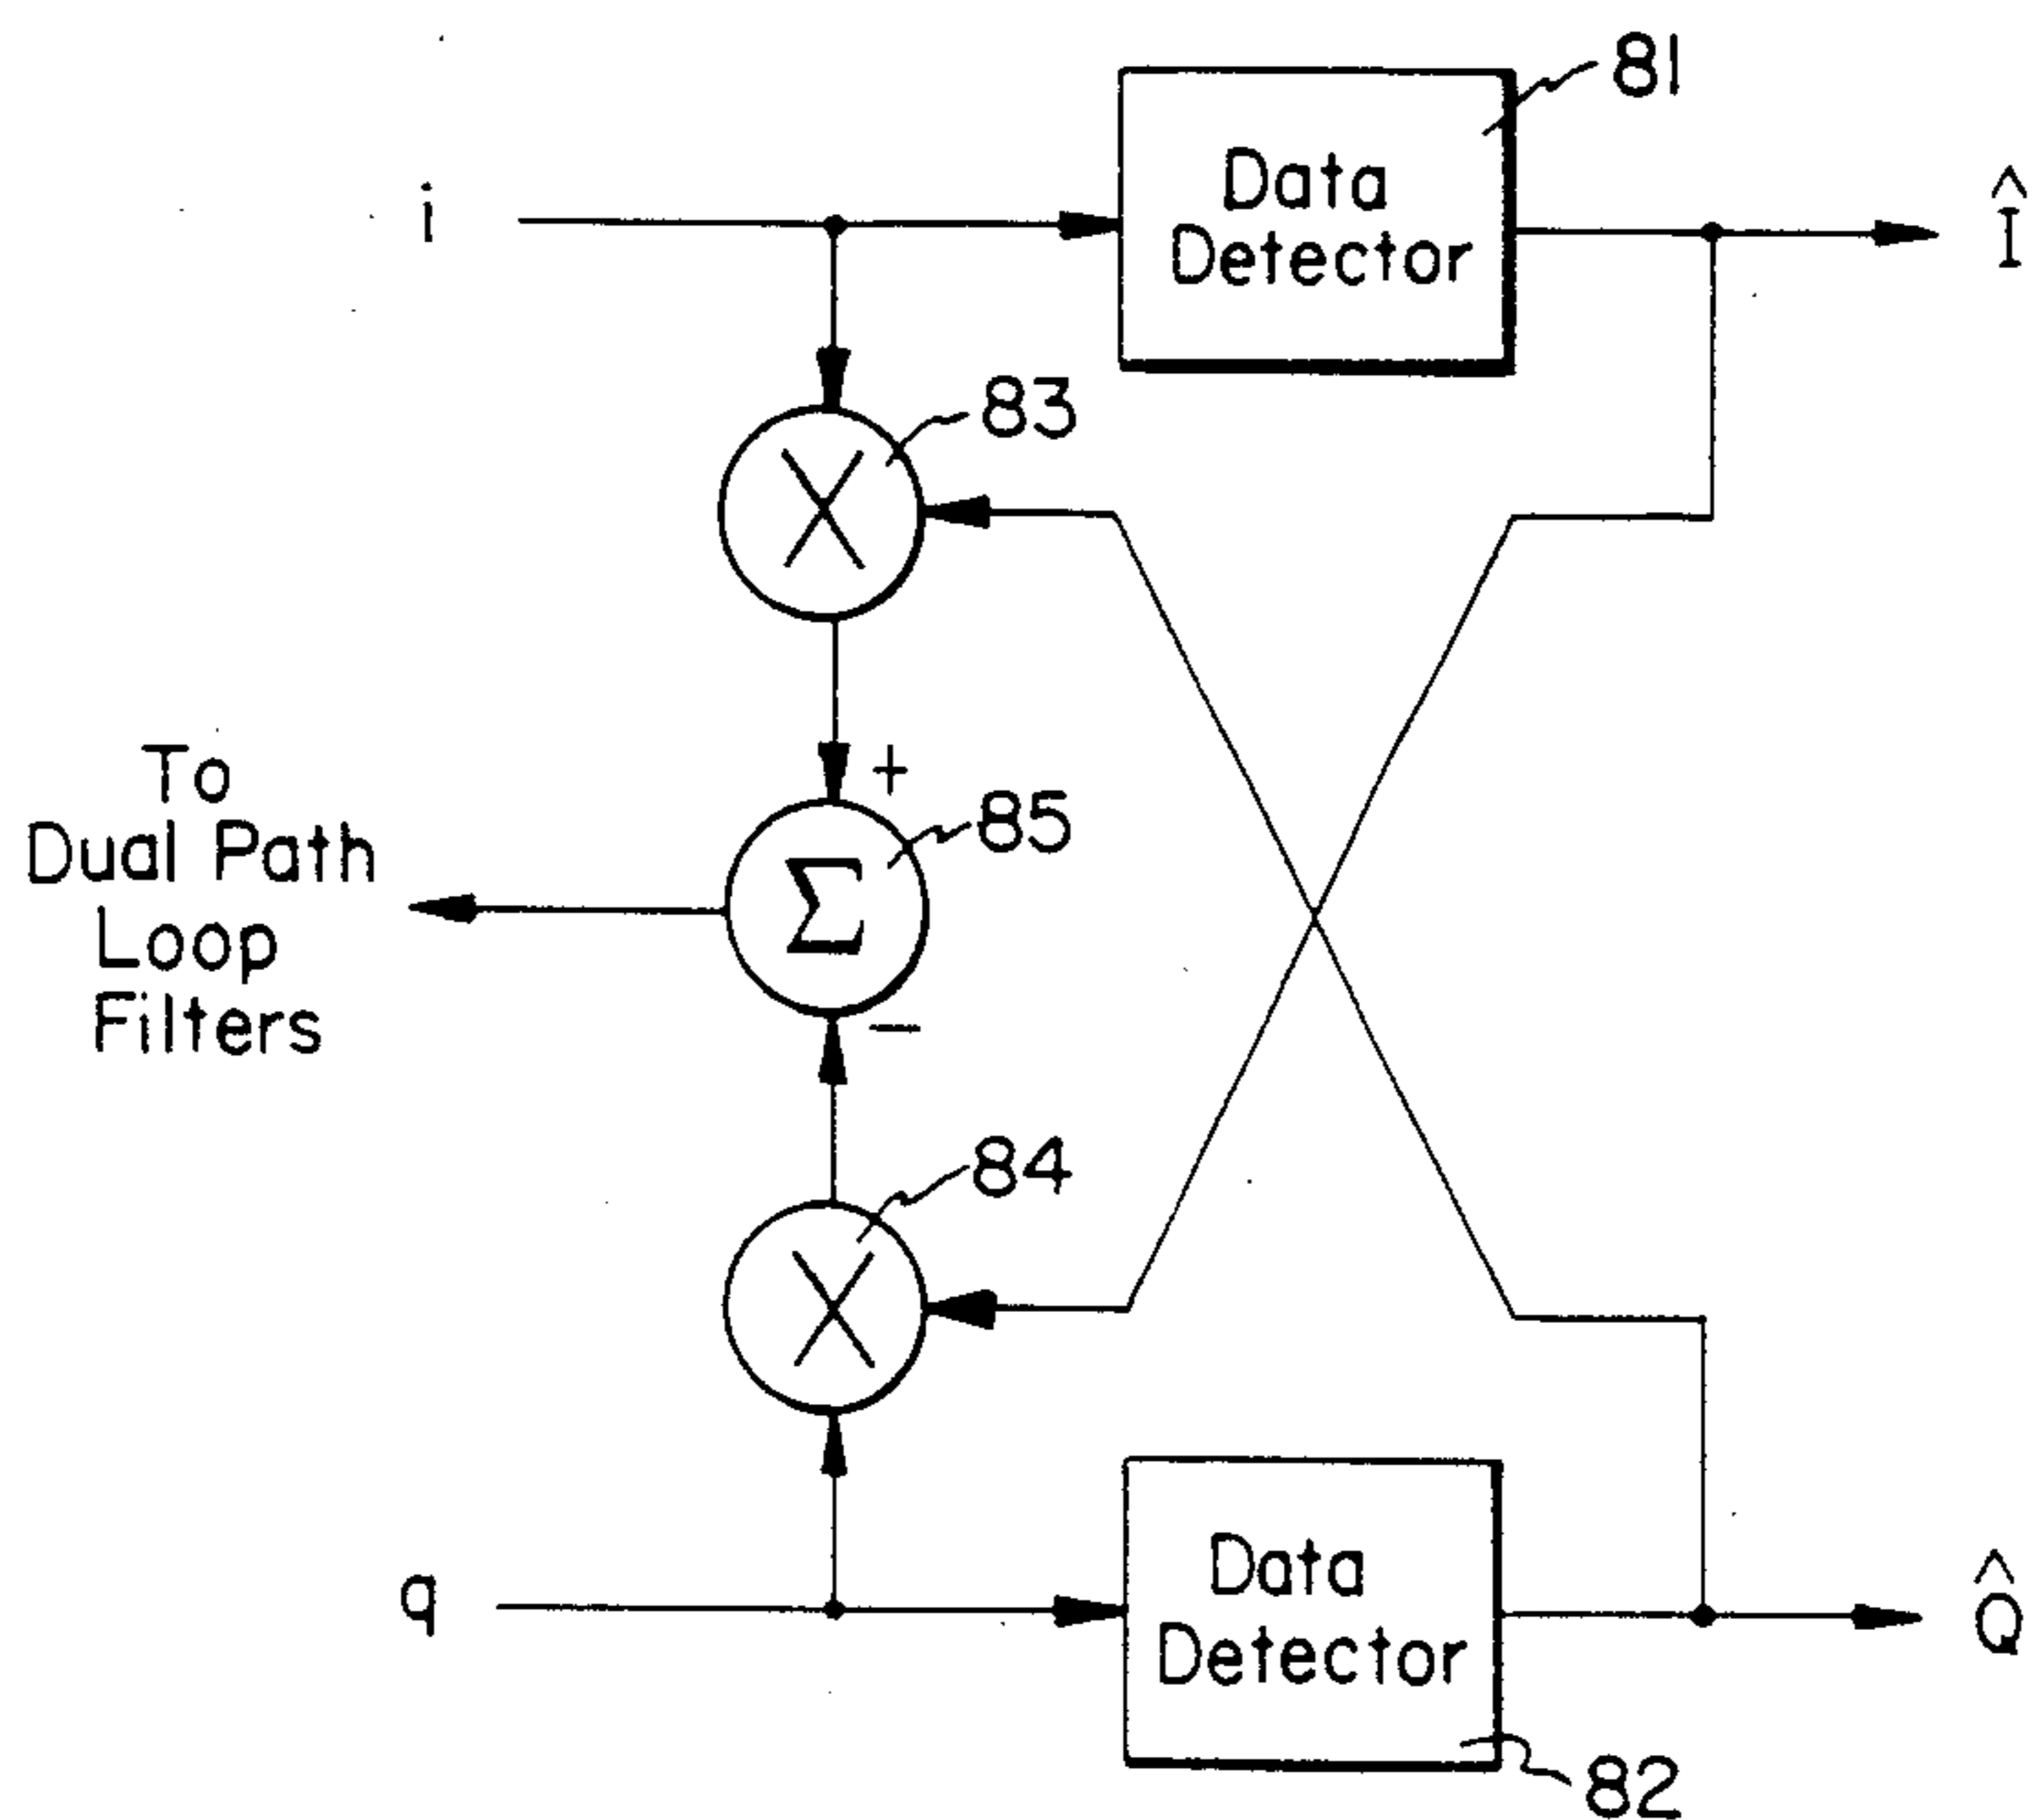 81
i
Data
Detector
Î
83
+
To
Dual Path
Loop
Filters
85
Σ
−
84
q
Data
Detector
Q̂
82